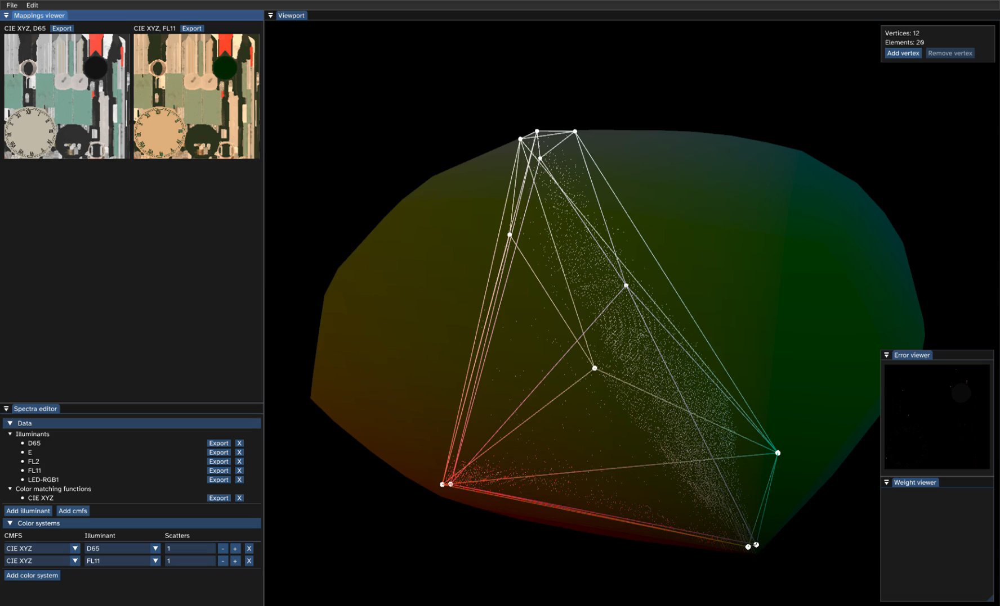 File Edit
Mappings viewer
CIE XYZ, D65 Export
CIE XYZ, FL11 Export
Viewport
Vertices: 12
Elements: 20
Add vertex Remove vertex
Error viewer
Weight viewer
Spectra editor
Data
Illuminants
D65 Export X
E Export X
FL2 Export X
FL11 Export X
LED-RGB1 Export X
Color matching functions
CIE XYZ Export X
Add illuminant Add cmfs
Color systems
CMFS Illuminant Scatters
CIE XYZ D65 1 - + X
CIE XYZ FL11 1 - + X
Add color system